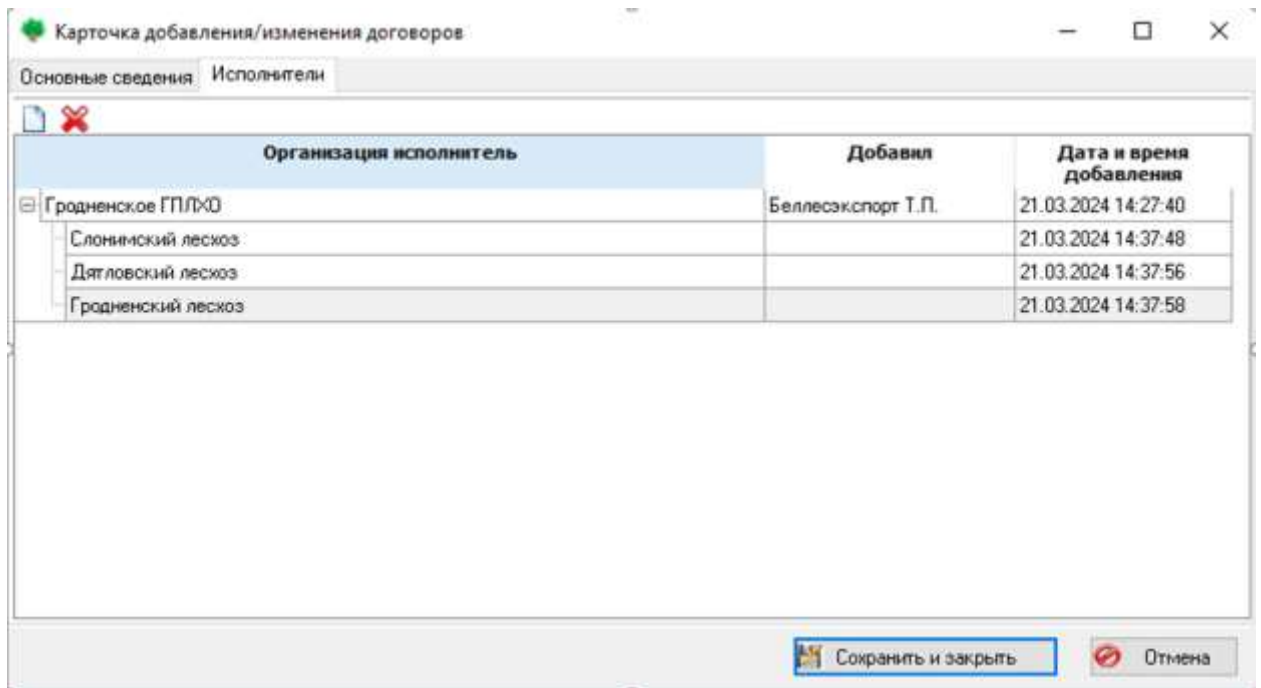 Карточка добавления/изменения договоров
Основные сведения Исполнители
Организация исполнитель Добавил Дата и время добавления
Гродненское ГПЛХО Беллесэкспорт Т.П. 21.03.2024 14:27:40
Слонимский лесхоз 21.03.2024 14:37:48
Дятловский лесхоз 21.03.2024 14:37:56
Гродненский лесхоз 21.03.2024 14:37:58
Сохранить и закрыть Отмена